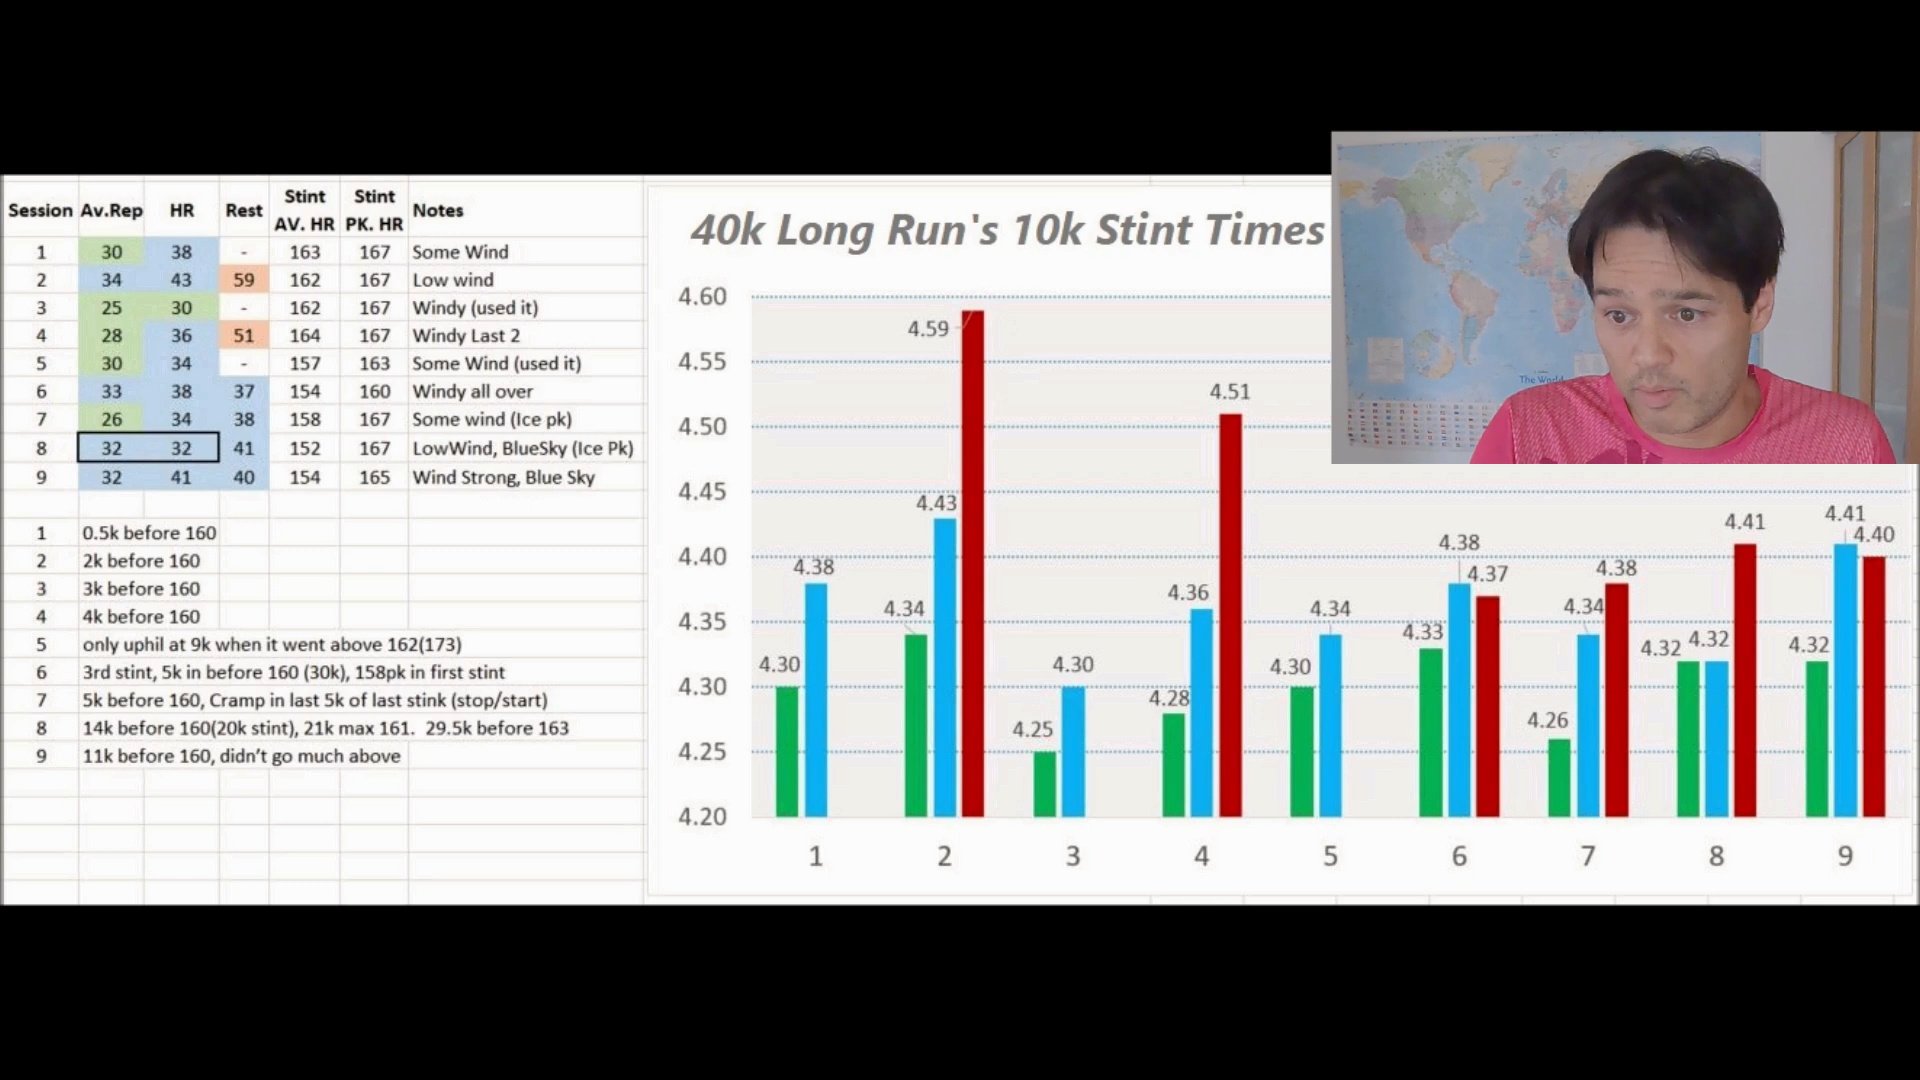 Session Av.Rep HR Rest Stint AV. HR Stint PK. HR Notes
1 30 38 - 163 167 Some Wind
2 34 43 59 162 167 Low wind
3 25 30 - 162 167 Windy (used it)
4 28 36 51 164 167 Windy Last 2
5 30 34 - 157 163 Some Wind (used it)
6 33 38 37 154 160 Windy all over
7 26 34 38 158 167 Some wind (Ice pk)
8 32 32 41 152 167 LowWind, BlueSky (Ice Pk)
9 32 41 40 154 165 Wind Strong, Blue Sky
1 0.5k before 160
2 2k before 160
3 3k before 160
4 4k before 160
5 only uphil at 9k when it went above 162(173)
6 3rd stint, 5k in before 160 (30k), 158pk in first stint
7 5k before 160, Cramp in last 5k of last stink (stop/start)
8 14k before 160(20k stint), 21k max 161. 29.5k before 163
9 11k before 160, didn't go much above
40k Long Run's 10k Stint Times
4.60
4.55
4.50
4.45
4.40
4.35
4.30
4.25
4.20
4.30 4.38
4.34 4.43 4.59
4.25 4.30
4.28 4.36 4.51
4.30 4.34
4.33 4.38 4.37
4.26 4.34 4.38
4.32 4.32 4.41
4.32 4.41 4.40
1 2 3 4 5 6 7 8 9
The World